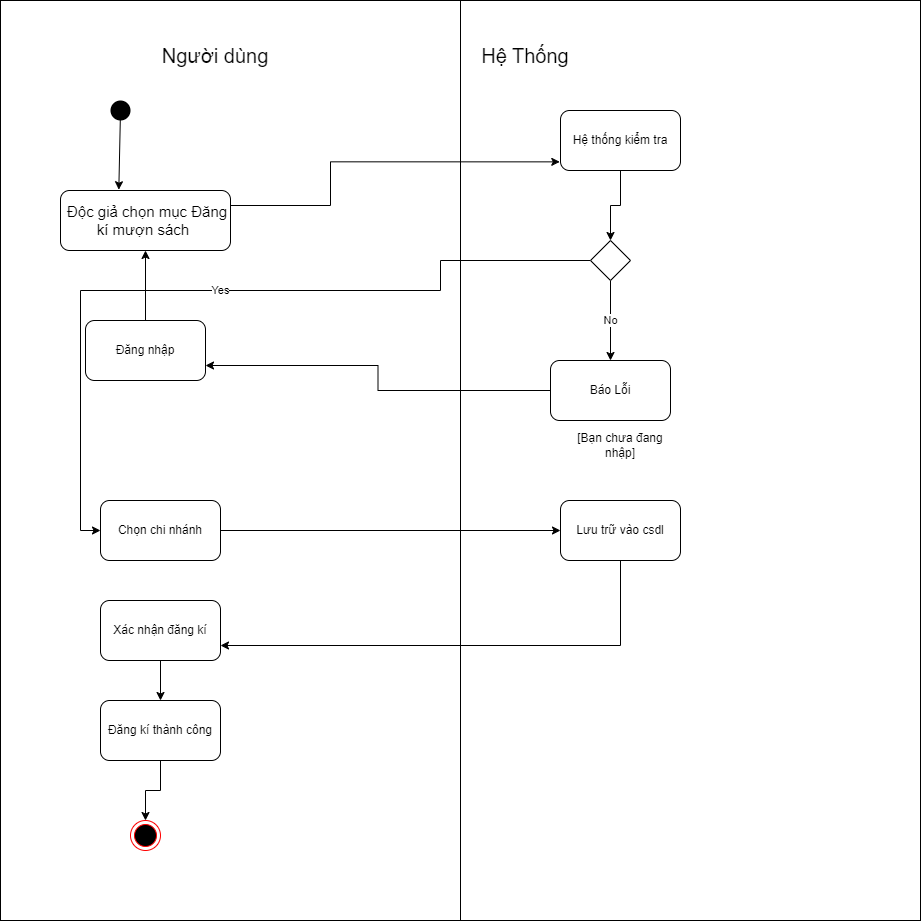 Người dùng
Hệ Thống
Hệ thống kiểm tra
Độc giả chọn mục Đăng
kí mượn sách
Yes
No
Đăng nhập
Báo Lỗi
[Bạn chưa đang
nhập]
Chọn chi nhánh
Lưu trữ vào csdl
Xác nhận đăng kí
Đăng kí thành công